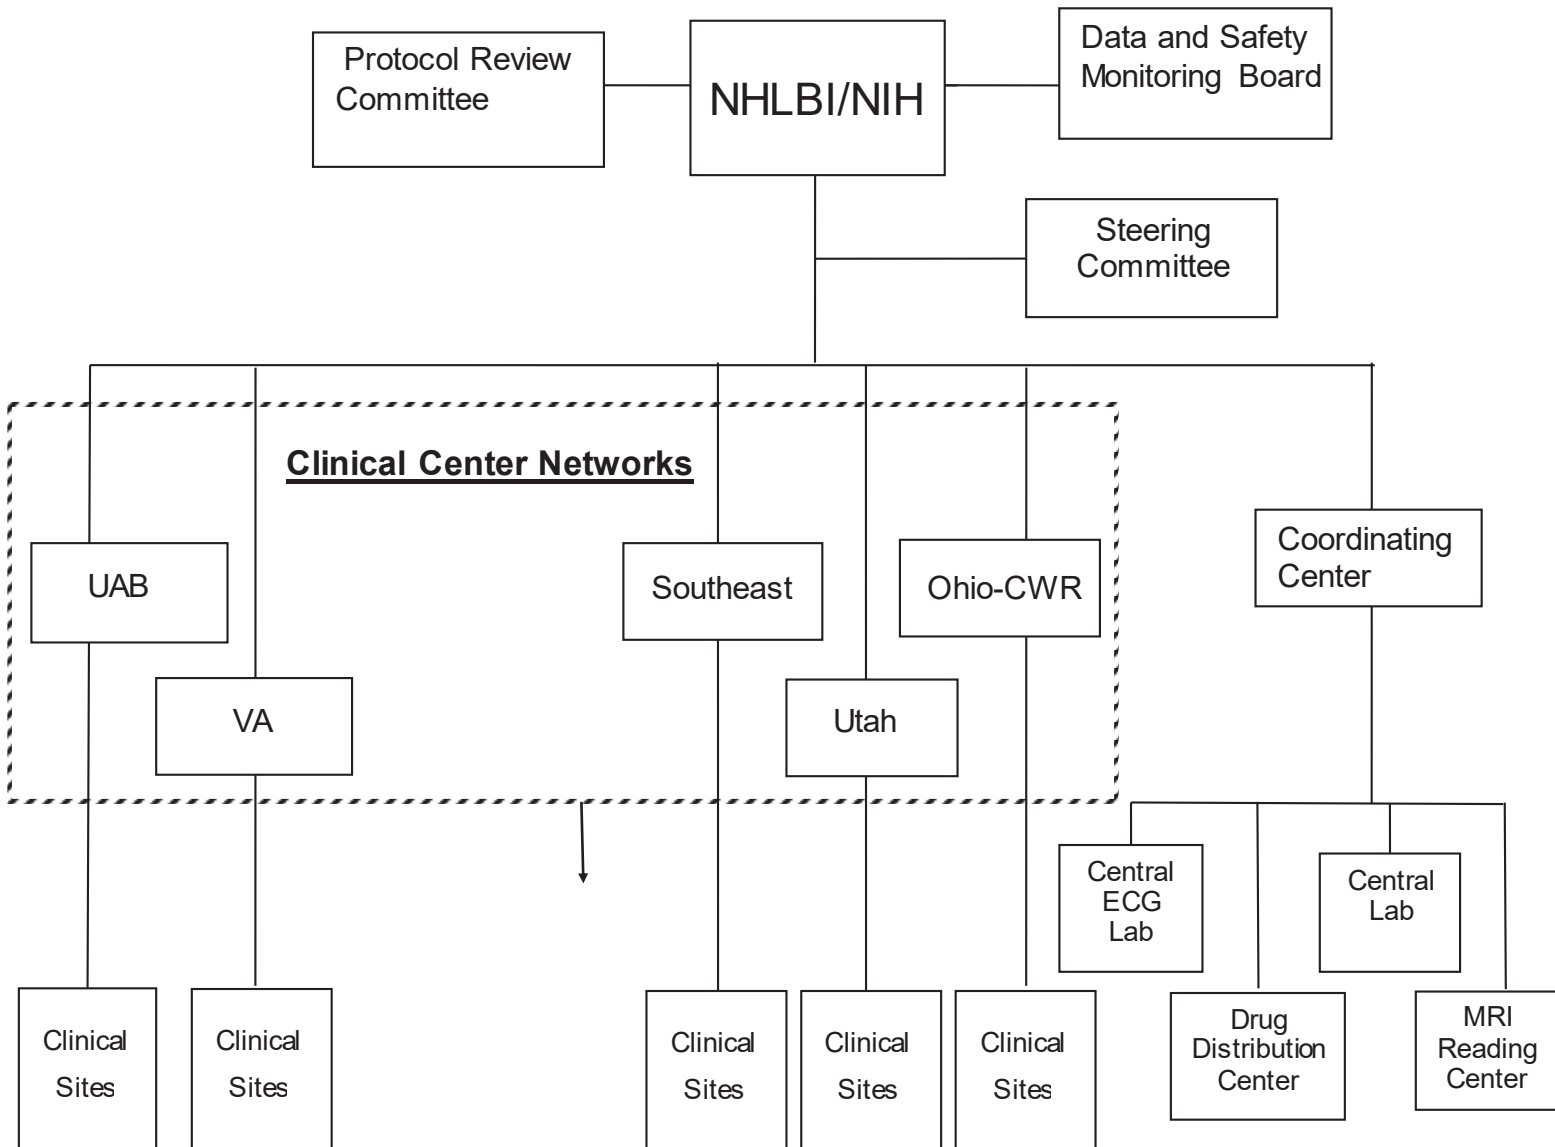 Protocol Review
Committee
NHLBI/NIH
Data and Safety
Monitoring Board
Steering
Committee
Clinical Center Networks
UAB
VA
Southeast
Utah
Ohio-CWR
Coordinating
Center
Central
ECG
Lab
Central
Lab
Drug
Distribution
Center
MRI
Reading
Center
Clinical
Sites
Clinical
Sites
Clinical
Sites
Clinical
Sites
Clinical
Sites